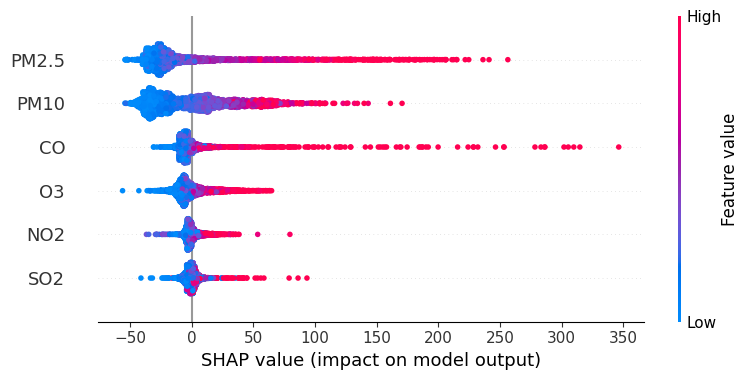 High
PM2.5
PM10
CO
O3
NO2
SO2
Feature value
Low
−50 0 50 100 150 200 250 300 350
SHAP value (impact on model output)